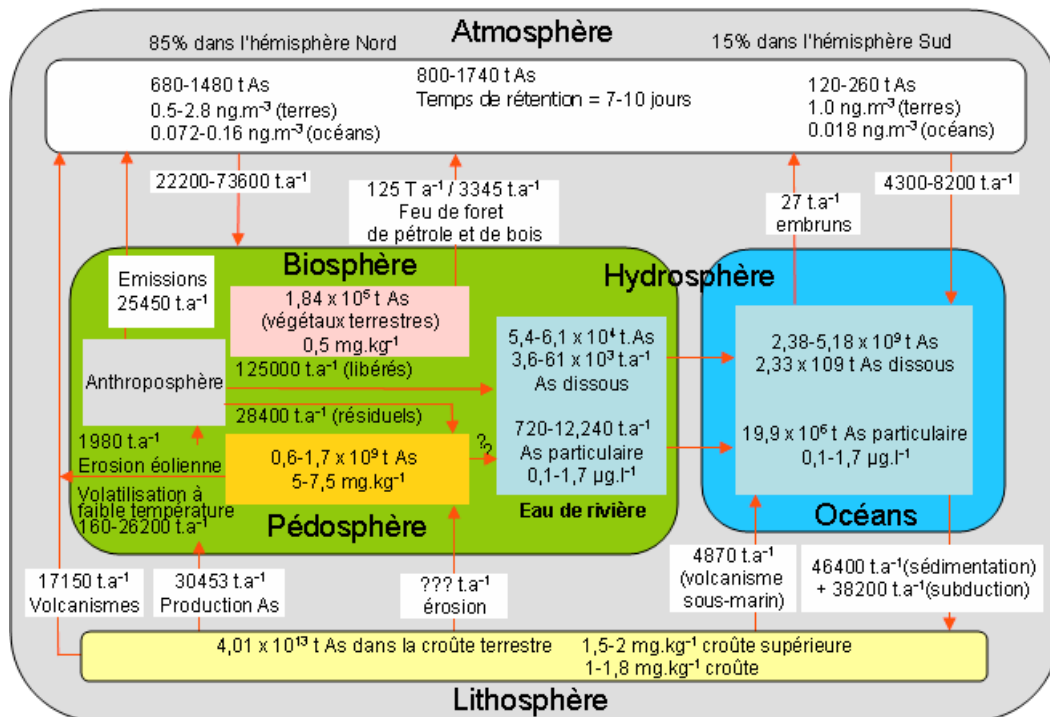 Atmosphère
85% dans l'hémisphère Nord
15% dans l'hémisphère Sud
680-1480 t As
0.5-2.8 ng.m⁻³ (terres)
0.072-0.16 ng.m⁻³ (océans)
800-1740 t As
Temps de rétention = 7-10 jours
120-260 t As
1.0 ng.m⁻³ (terres)
0.018 ng.m⁻³ (océans)
22200-73600 t.a⁻¹
125 T a⁻¹ / 3345 t.a⁻¹
Feu de foret
de pétrole et de bois
27 t.a⁻¹
embruns
4300-8200 t.a⁻¹
Emissions
25450 t.a⁻¹
Biosphère
1,84 x 10⁵ t As
(végétaux terrestres)
0,5 mg.kg⁻¹
Anthroposphère
125000 t.a⁻¹ (libérés)
28400 t.a⁻¹ (résiduels)
1980 t.a⁻¹
Erosion éolienne
Volatilisation à
faible température
160-26200 t.a⁻¹
0,6-1,7 x 10⁹ t As
5-7,5 mg.kg⁻¹
Pédosphère
??
Hydrosphère
5,4-6,1 x 10⁴ t As
3,6-61 x 10³ t.a⁻¹
As dissous
720-12,240 t.a⁻¹
As particulaire
0,1-1,7 µg.l⁻¹
Eau de rivière
2,38-5,18 x 10⁹ t As
2,33 x 109 t As dissous
19,9 x 10⁶ t As particulaire
0,1-1,7 µg.l⁻¹
Océans
17150 t.a⁻¹
Volcanismes
30453 t.a⁻¹
Production As
??? t.a⁻¹
érosion
4870 t.a⁻¹
(volcanisme
sous-marin)
46400 t.a⁻¹(sédimentation)
+ 38200 t.a⁻¹(subduction)
4,01 x 10¹³ t As dans la croûte terrestre
1,5-2 mg.kg⁻¹ croûte supérieure
1-1,8 mg.kg⁻¹ croûte
Lithosphère